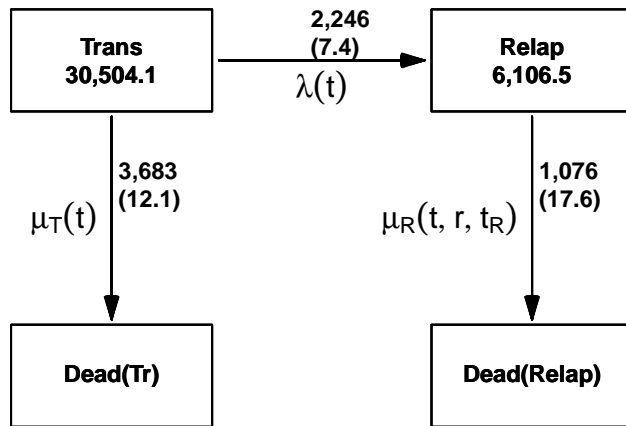 Trans
30,504.1
2,246
(7.4)
λ(t)
Relap
6,106.5
3,683
(12.1)
μT(t)
1,076
(17.6)
μR(t, r, tR)
Dead(Tr)
Dead(Relap)